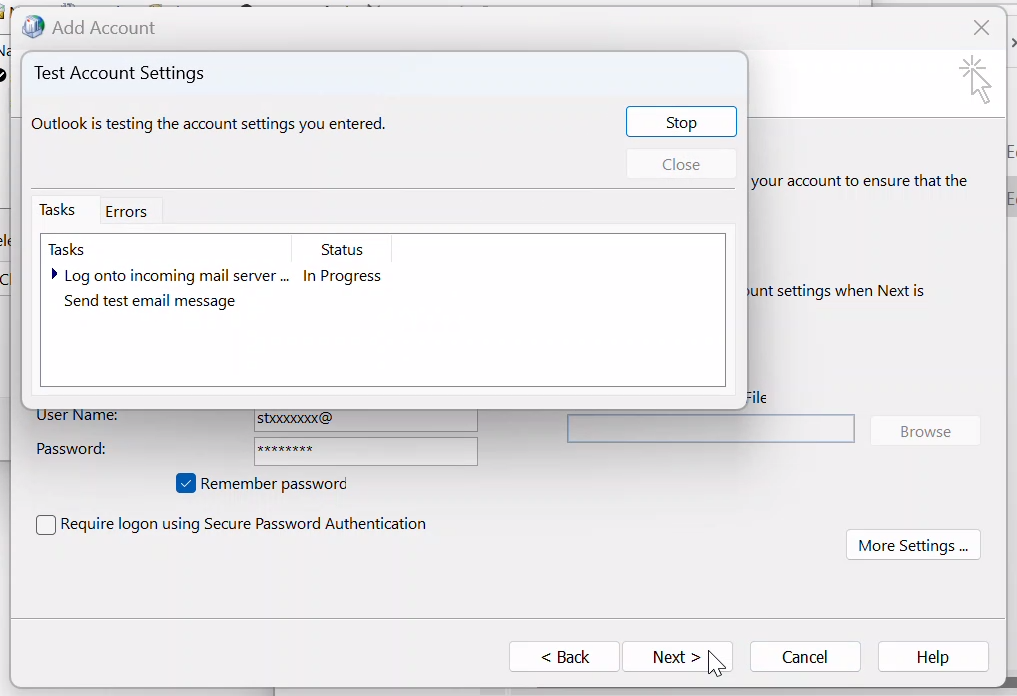 Add Account
Test Account Settings
Outlook is testing the account settings you entered.
Stop
Close
your account to ensure that the
Tasks
Errors
Tasks Status
Log onto incoming mail server ... In Progress
Send test email message
settings when Next is
File
User Name:
stxxxxxxx@
Browse
Password:
********
Remember password
Require logon using Secure Password Authentication
More Settings ...
< Back
Next >
Cancel
Help